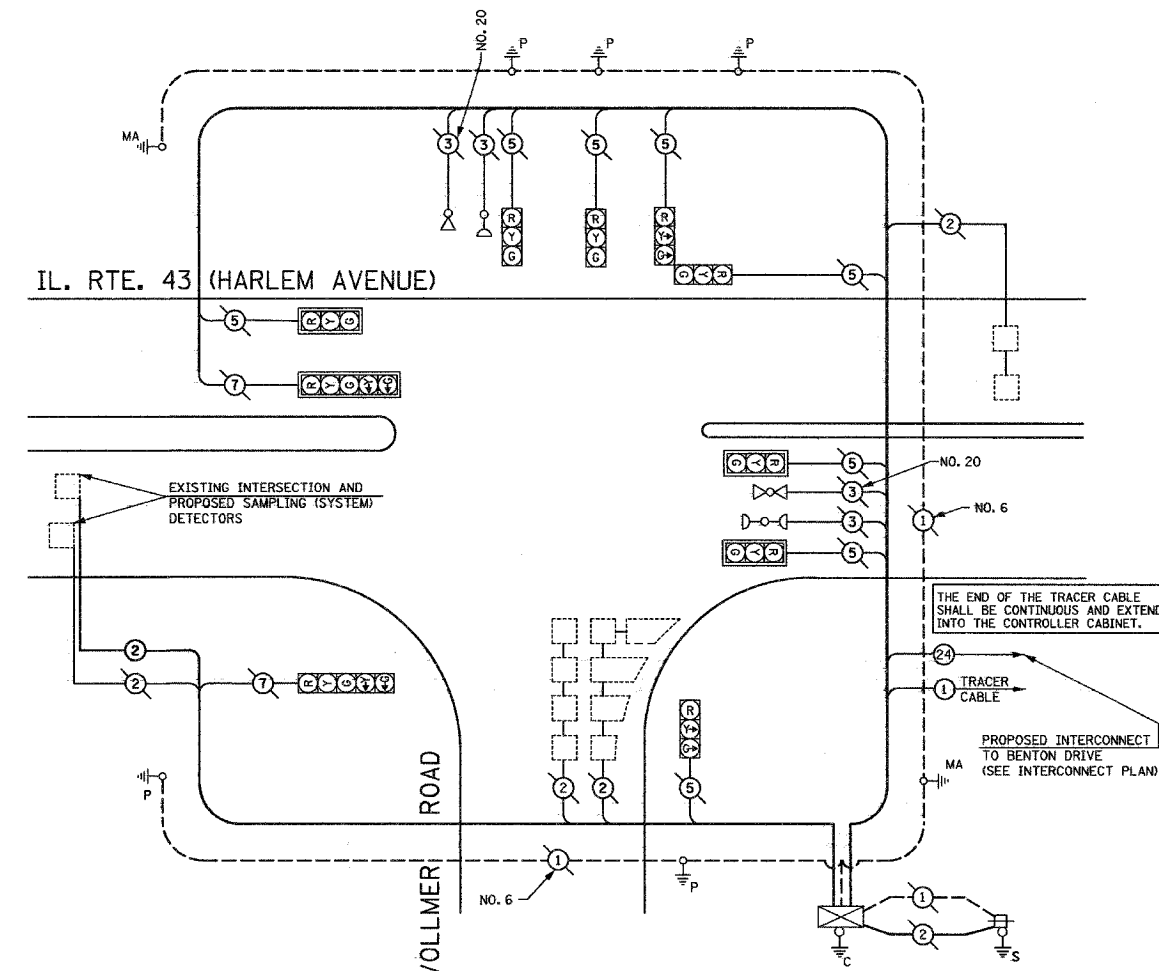 NO. 20
P
P
P
MA
3
3
5
5
5
R
Y
G
R
Y
G
R
Y
G
2
IL. RTE. 43 (HARLEM AVENUE)
R Y G
5
5
R Y G
7
R Y G Y G
R Y G
5
NO. 20
3
EXISTING INTERSECTION AND
PROPOSED SAMPLING (SYSTEM)
DETECTORS
NO. 6
1
3
R Y G
5
THE END OF THE TRACER CABLE
SHALL BE CONTINUOUS AND EXTEND
INTO THE CONTROLLER CABINET.
2
24
2
7
R Y G Y G
1
TRACER
CABLE
R
Y
G
PROPOSED INTERCONNECT
TO BENTON DRIVE
(SEE INTERCONNECT PLAN)
P
MA
2
2
5
VOLLMER ROAD
1
NO. 6
P
1
2
C
S